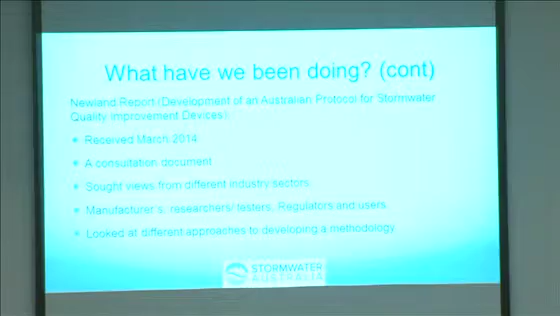 What have we been doing? (cont)
Newland Report (Development of an Australian Protocol for Stormwater
Quality Improvement Devices)
Received March 2014
A consultation document
Sought views from different industry sectors
Manufacturer's, researchers/ testers, Regulators and users
Looked at different approaches to developing a methodology
STORMWATER
AUSTRALIA